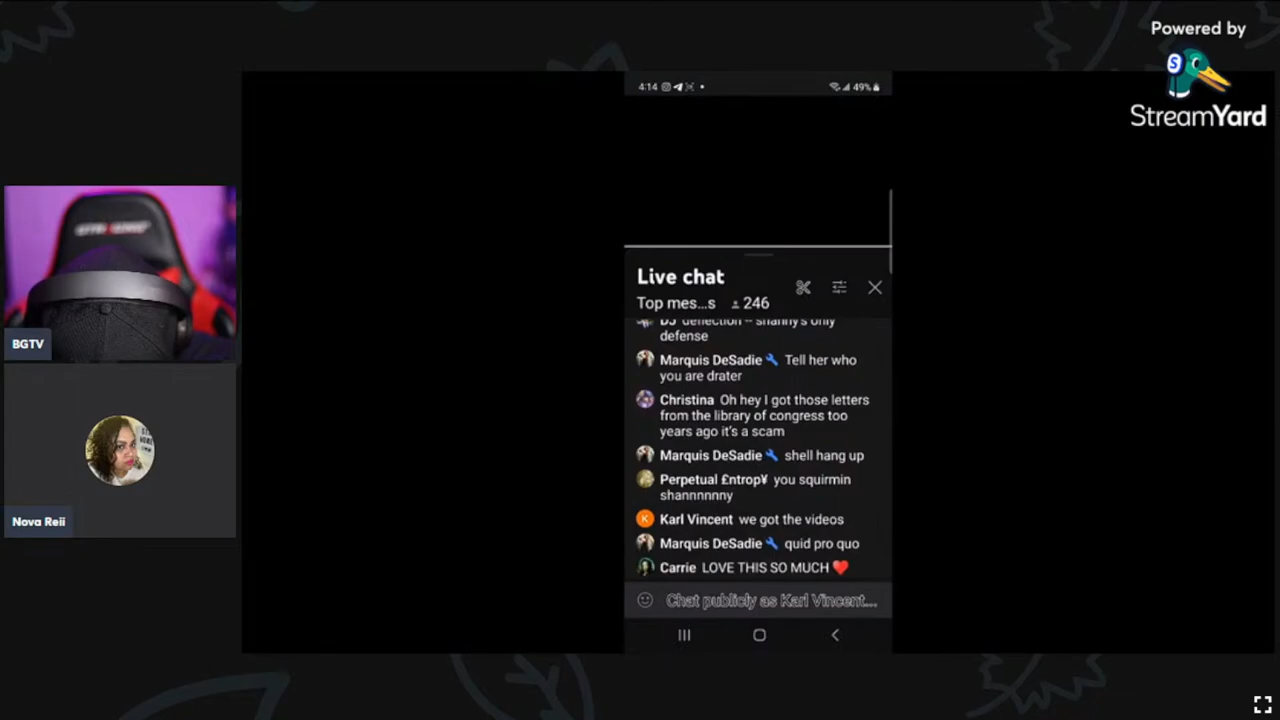 Powered by
S
StreamYard
4:14
49%
Live chat
Top mes...s 246
DJ deflection -- shanny's only
defense
Marquis DeSadie Tell her who
you are drater
Christina Oh hey I got those letters
from the library of congress too
years ago it's a scam
Marquis DeSadie shell hang up
Perpetual £ntrop¥ you squirmin
shannnnnny
K Karl Vincent we got the videos
Marquis DeSadie quid pro quo
Carrie LOVE THIS SO MUCH ❤️
Chat publicly as Karl Vincent...
BGTV
Nova Reii